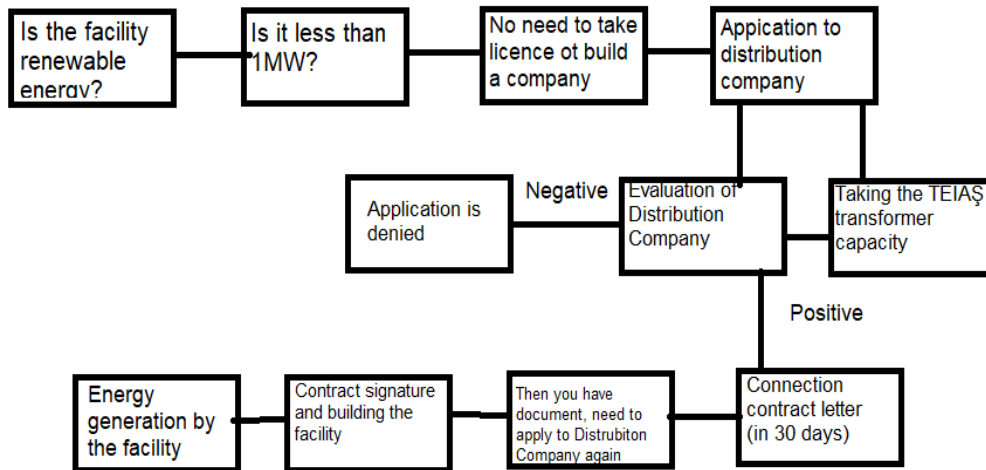 Is the facility
renewable
energy?
Is it less than
1MW?
No need to take
licence ot build
a company
Appication to
distribution
company
Application is
denied
Negative
Evaluation of
Distribution
Company
Taking the TEIAŞ
transformer
capacity
Positive
Energy
generation by
the facility
Contract signature
and building the
facility
Then you have
document, need to
apply to Distrubiton
Company again
Connection
contract letter
(in 30 days)